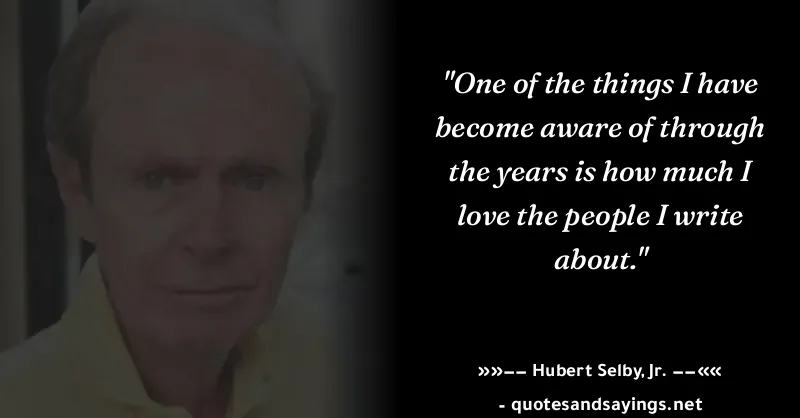 "One of the things I have
become aware of through
the years is how much I
love the people I write
about."
»»−− Hubert Selby, Jr. −−««
- quotesandsayings.net